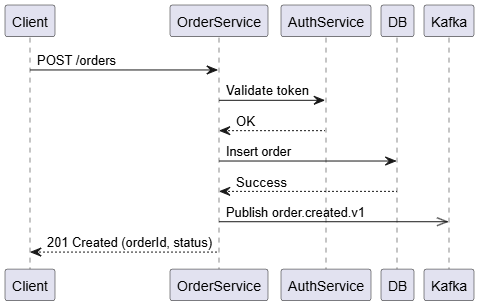 Client OrderService AuthService DB Kafka
POST /orders
Validate token
OK
Insert order
Success
Publish order.created.v1
201 Created (orderId, status)
Client OrderService AuthService DB Kafka